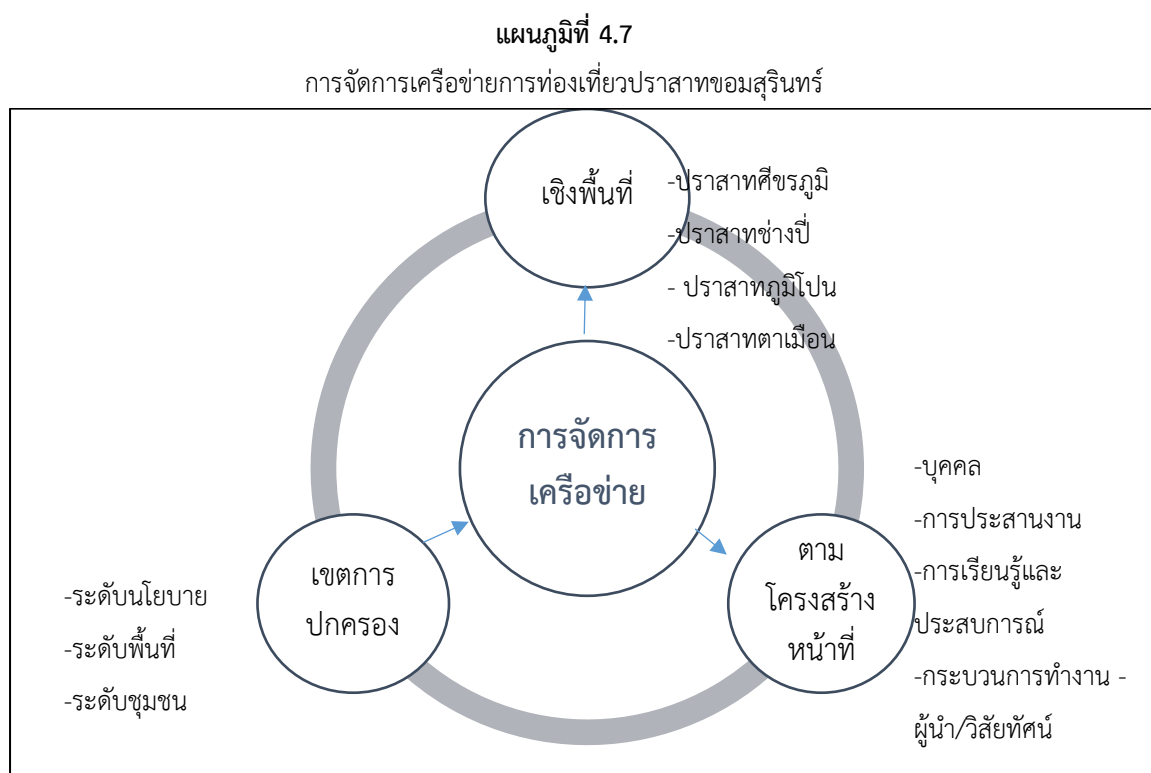 แผนภูมิที่ 4.7
การจัดการเครือข่ายการท่องเที่ยวปราสาทขอมสุรินทร์
เชิงพื้นที่
-ปราสาทศีขรภูมิ
-ปราสาทช่างปี่
- ปราสาทภูมิโปน
-ปราสาทตาเมือน
การจัดการ
เครือข่าย
เขตการ
ปกครอง
-ระดับนโยบาย
-ระดับพื้นที่
-ระดับชุมชน
ตาม
โครงสร้าง
หน้าที่
-บุคคล
-การประสานงาน
-การเรียนรู้และ
ประสบการณ์
-กระบวนการทำงาน -
ผู้นำ/วิสัยทัศน์